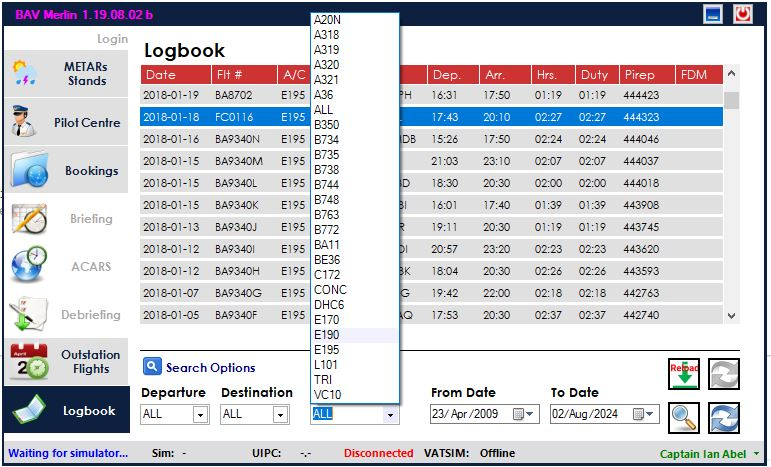 BAV Merlin 1.19.08.02 b
Login
METARs
Stands
Pilot Centre
Bookings
Briefing
ACARS
Debriefing
Outstation
Flights
Logbook
Logbook
Date Flt # A/C Dep. Arr. Hrs. Duty Pirep FDM
2018-01-19 BA8702 E195 PH 16:31 17:50 01:19 01:19 444423
2018-01-18 FC0116 E195 17:43 20:10 02:27 02:27 444323
2018-01-16 BA9340N E195 DB 15:26 17:50 02:24 02:24 444046
2018-01-15 BA9340M E195 21:03 23:10 02:07 02:07 444037
2018-01-15 BA9340L E195 D 18:30 20:30 02:00 02:00 444018
2018-01-15 BA9340K E195 BI 16:01 17:40 01:39 01:39 443908
2018-01-13 BA9340J E195 R 19:11 20:30 01:19 01:19 443745
2018-01-12 BA9340I E195 DI 20:57 23:20 02:23 02:23 443620
2018-01-12 BA9340H E195 BK 18:04 20:30 02:26 02:26 443593
2018-01-07 BA9340G E195 G 19:42 22:00 02:18 02:18 442763
2018-01-05 BA9340F E195 AQ 17:53 20:30 02:37 02:37 442740
A20N
A318
A319
A320
A321
A36
ALL
B350
B734
B735
B738
B744
B748
B763
B772
BA11
BE36
C172
CONC
DHC6
E170
E190
E195
L101
TRI
VC10
Search Options
Reload
Departure Destination From Date To Date
ALL ALL ALL 23/Apr/2009 02/Aug/2024
Waiting for simulator... Sim: - UIPC: -.- Disconnected VATSIM: Offline Captain Ian Abel